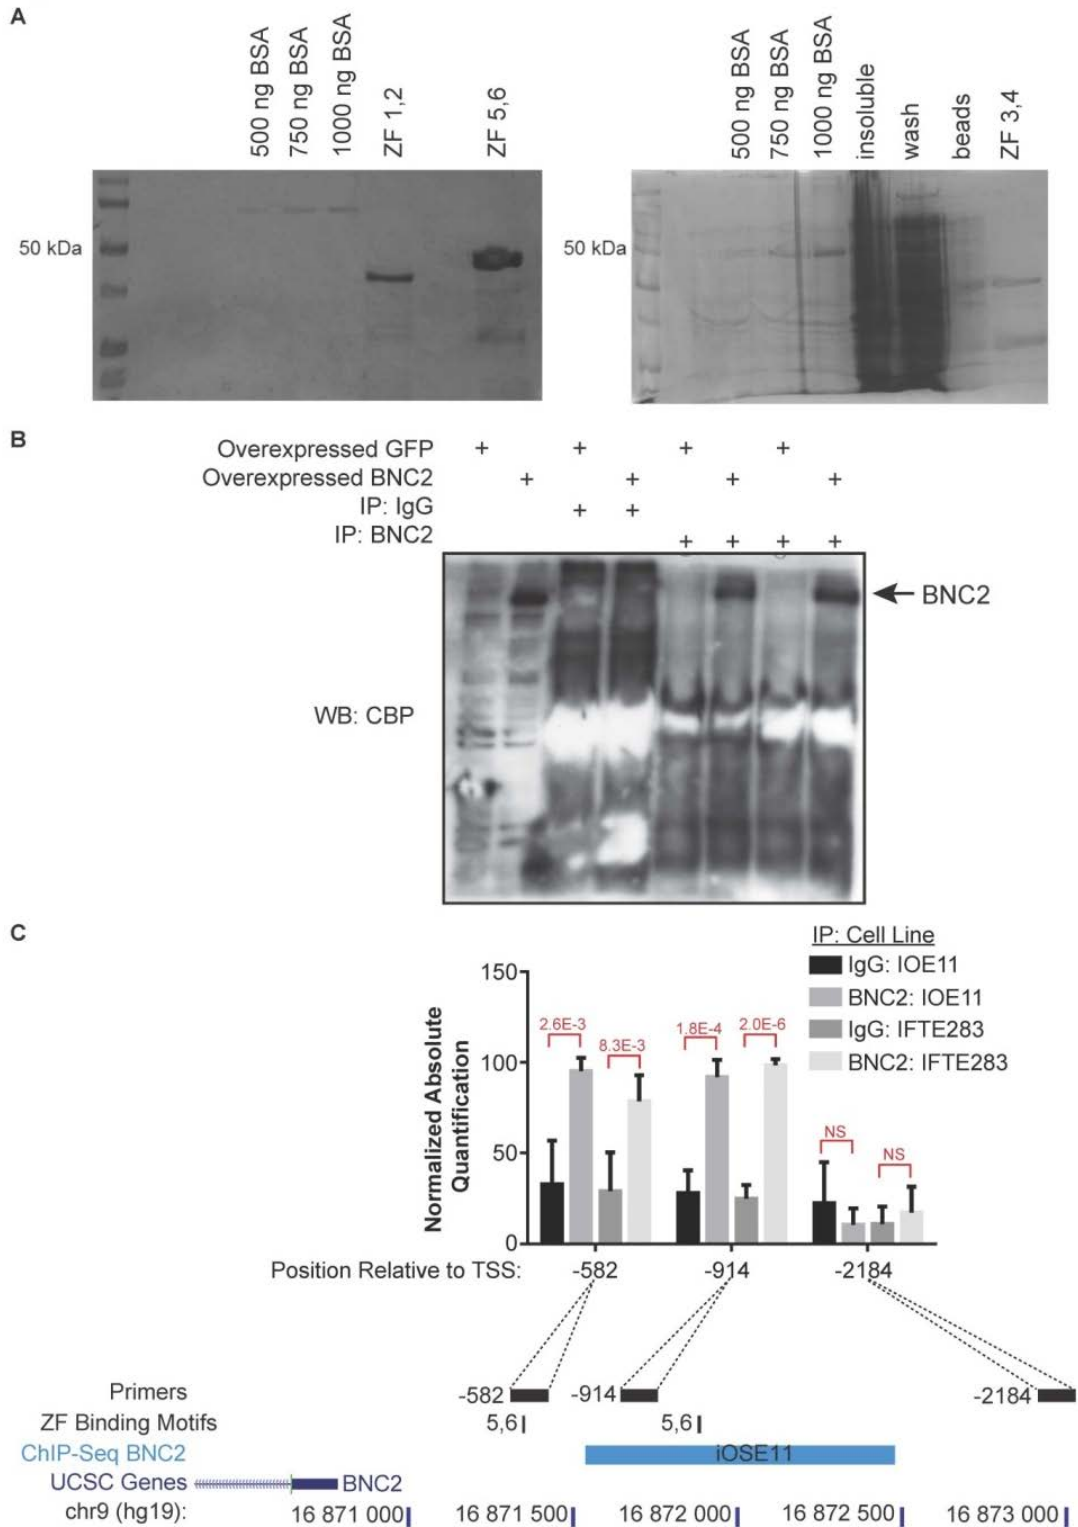 A
500 ng BSA
750 ng BSA
1000 ng BSA
ZF 1,2
ZF 5,6
50 kDa
500 ng BSA
750 ng BSA
1000 ng BSA
insoluble
wash
beads
ZF 3,4
50 kDa
B
Overexpressed GFP + + + +
Overexpressed BNC2 + + + +
IP: IgG + +
IP: BNC2 + + + +
BNC2
WB: CBP
C
IP: Cell Line
IgG: IOE11
BNC2: IOE11
IgG: IFTE283
BNC2: IFTE283
Normalized Absolute
Quantification
150
100
50
0
2.6E-3
8.3E-3
1.8E-4
2.0E-6
NS
NS
Position Relative to TSS: -582 -914 -2184
Primers -582 -914 -2184
ZF Binding Motifs 5,6 5,6
ChIP-Seq BNC2 iOSE11
UCSC Genes BNC2
chr9 (hg19): 16 871 000 16 871 500 16 872 000 16 872 500 16 873 000